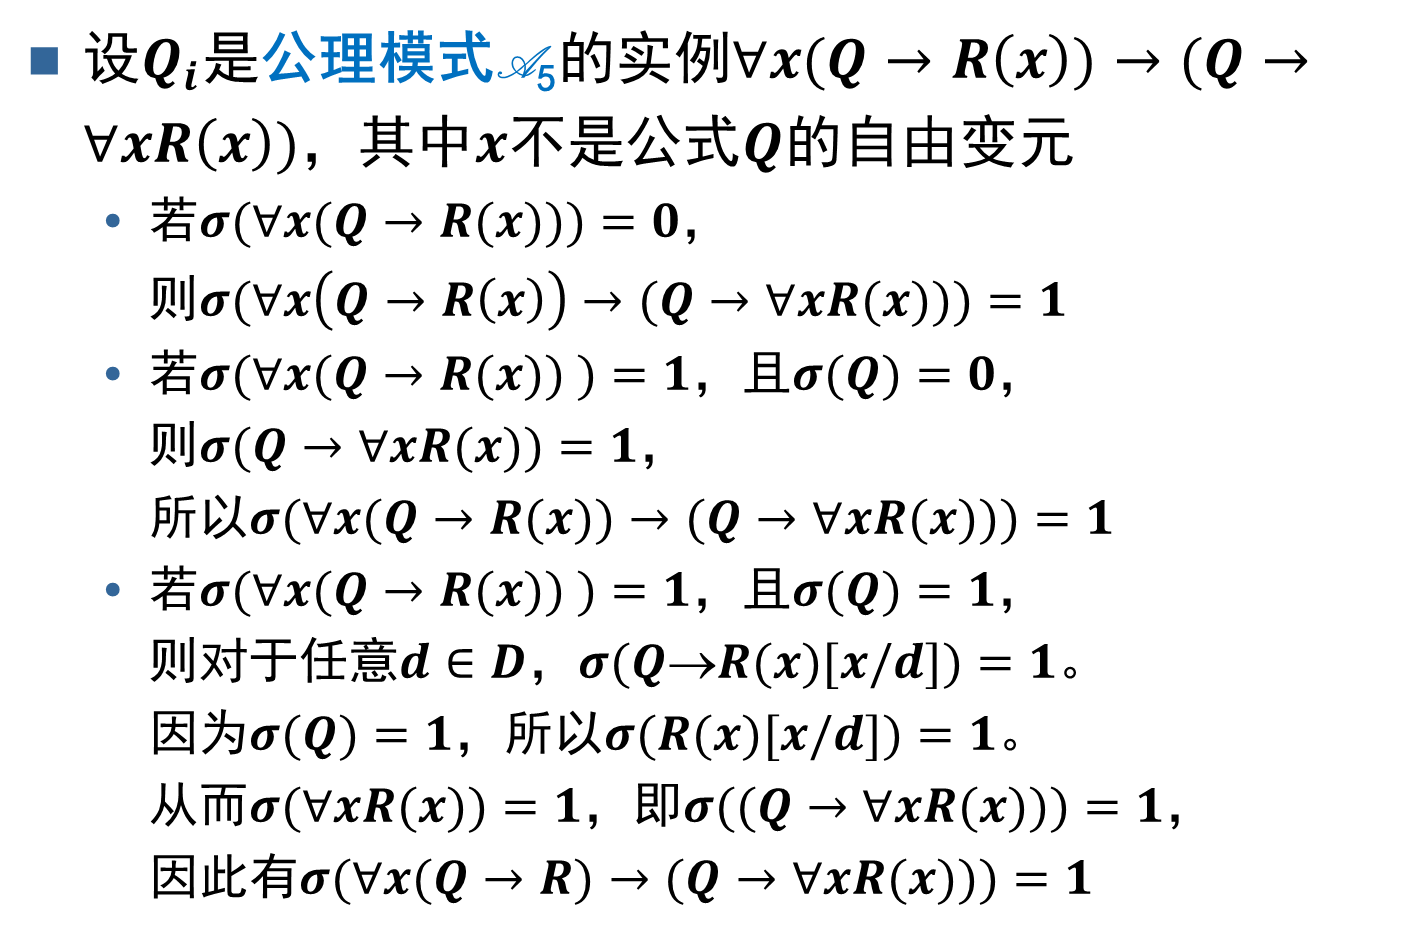 ■ 设Qᵢ是公理模式𝒜₅的实例∀x(Q → R(x)) → (Q →
∀xR(x))，其中x不是公式Q的自由变元
• 若σ(∀x(Q → R(x))) = 0，
则σ(∀x(Q → R(x)) → (Q → ∀xR(x))) = 1
• 若σ(∀x(Q → R(x)) ) = 1，且σ(Q) = 0，
则σ(Q → ∀xR(x)) = 1，
所以σ(∀x(Q → R(x)) → (Q → ∀xR(x))) = 1
• 若σ(∀x(Q → R(x)) ) = 1，且σ(Q) = 1，
则对于任意d ∈ D，σ(Q→R(x)[x/d]) = 1。
因为σ(Q) = 1，所以σ(R(x)[x/d]) = 1。
从而σ(∀xR(x)) = 1，即σ((Q → ∀xR(x))) = 1，
因此有σ(∀x(Q → R) → (Q → ∀xR(x))) = 1